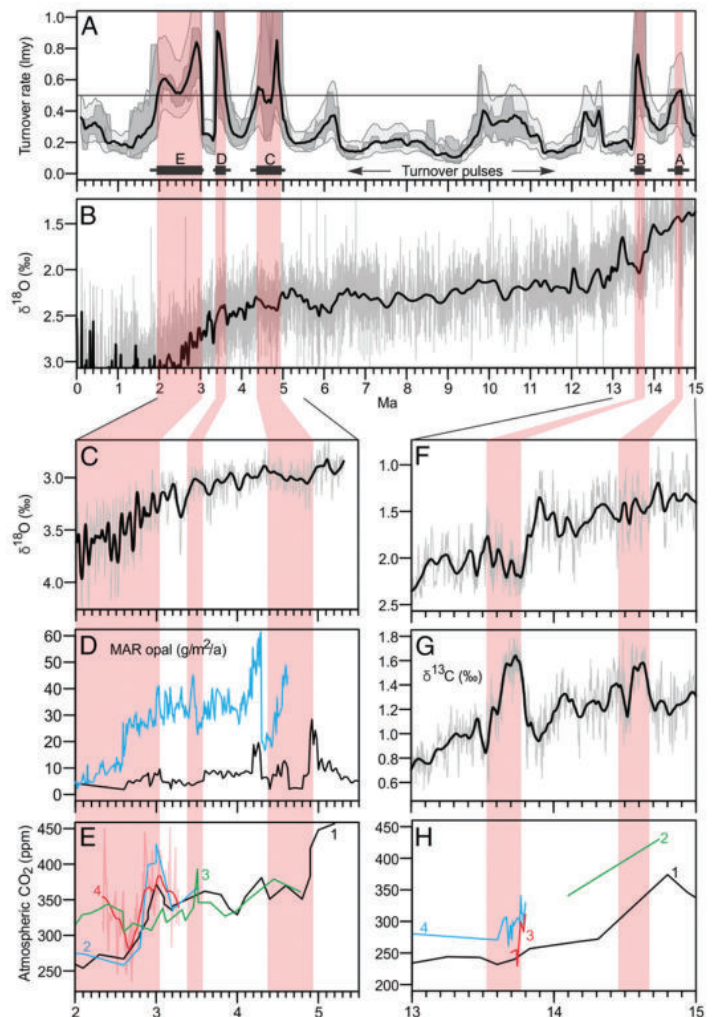 A
Turnover rate (lmy)
1.0
0.8
0.6
0.4
0.2
0.0
E D C Turnover pulses B A
B
δ18O (‰)
1.5
2.0
2.5
3.0
0 1 2 3 4 5 6 7 8 9 10 11 12 13 14 15
Ma
C
δ18O (‰)
3.0
3.5
4.0
D MAR opal (g/m2/a)
60
50
40
30
20
10
0
E
Atmospheric CO2 (ppm)
450
400
350
300
250
1
2
3
4
2 3 4 5
F
1.0
1.5
2.0
2.5
G
δ13C (‰)
1.8
1.6
1.4
1.2
1.0
0.8
0.6
H
450
400
350
300
250
200
2
1
4
3
13 14 15